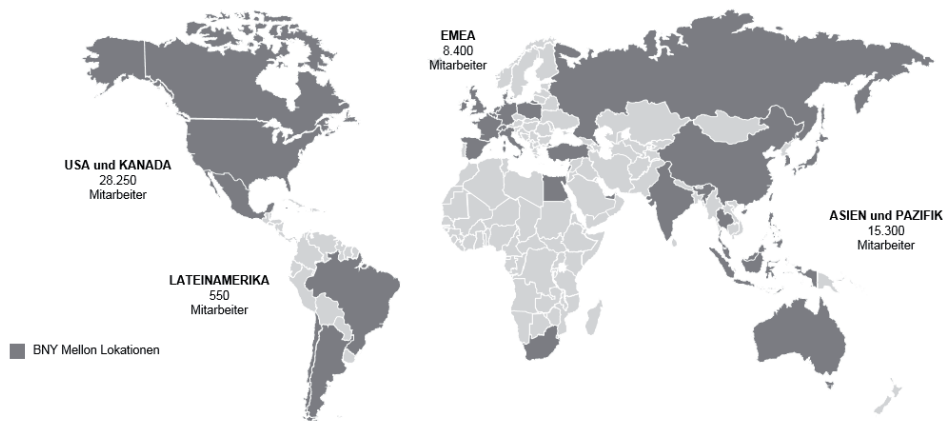 EMEA
8.400
Mitarbeiter
USA und KANADA
28.250
Mitarbeiter
ASIEN und PAZIFIK
15.300
Mitarbeiter
LATEINAMERIKA
550
Mitarbeiter
BNY Mellon Lokationen